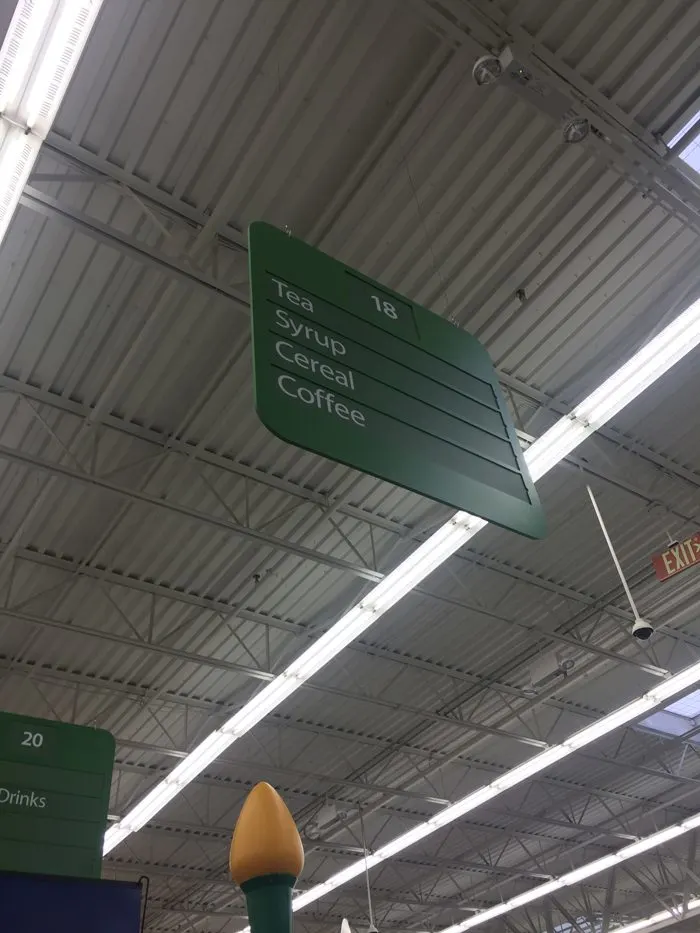 18
Tea
Syrup
Cereal
Coffee
EXIT
20
Drinks